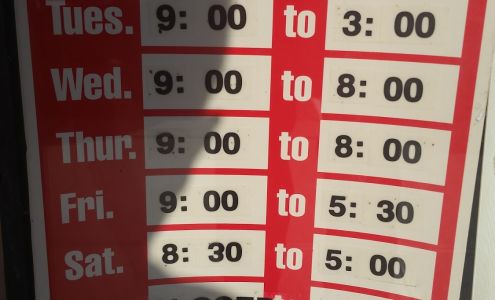 Tues. 9: 00 to 3: 00
Wed. 9: 00 to 8: 00
Thur. 9: 00 to 8: 00
Fri. 9: 00 to 5: 30
Sat. 8: 30 to 5: 00